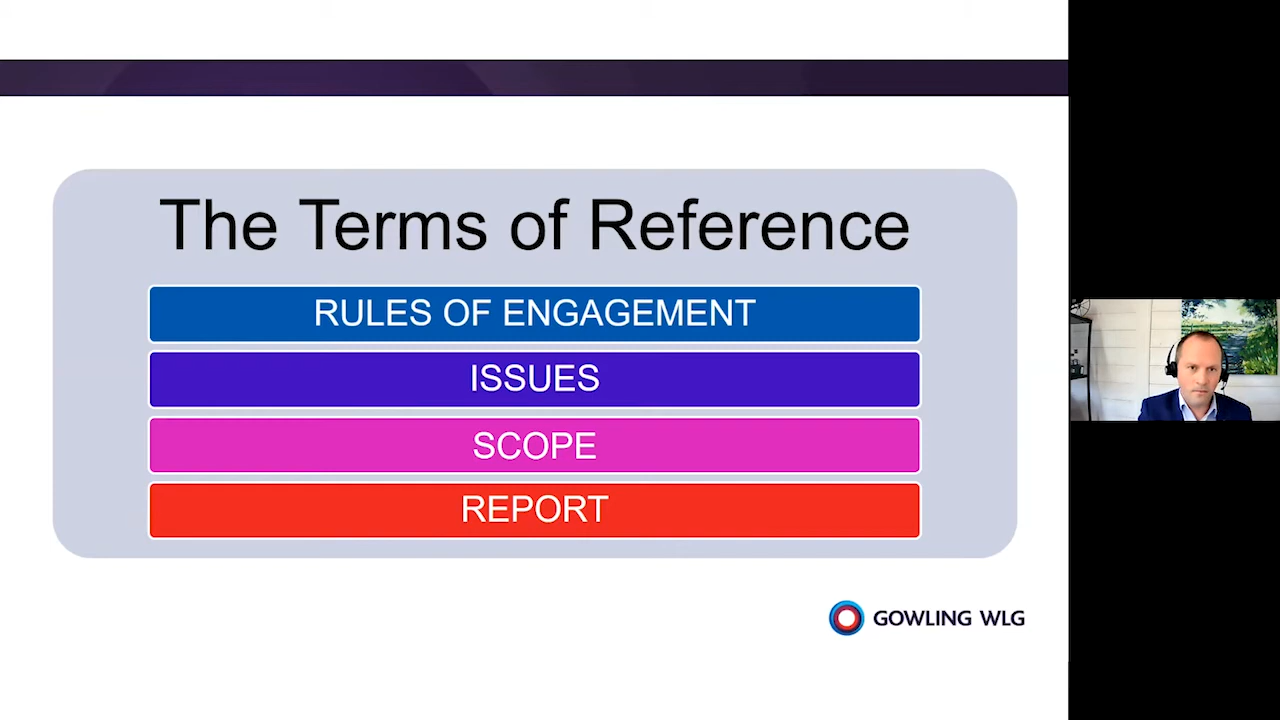 The Terms of Reference
RULES OF ENGAGEMENT
ISSUES
SCOPE
REPORT
GOWLING WLG